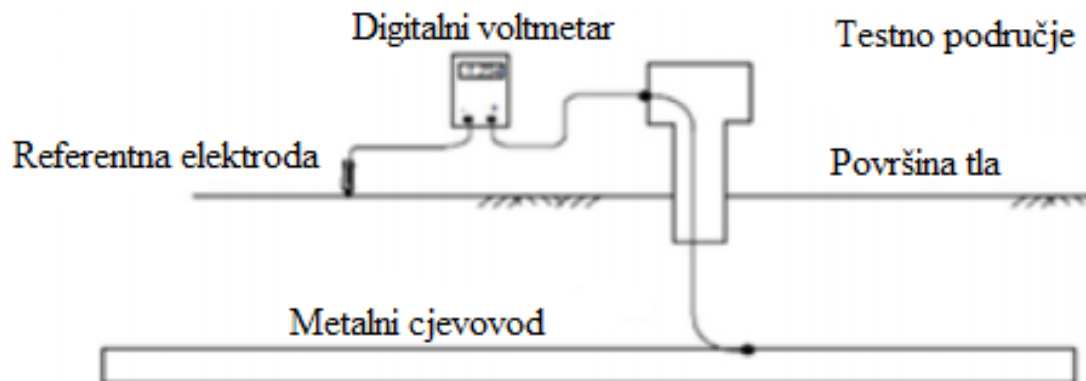 Digitalni voltmetar
Testno područje
Referentna elektroda
Površina tla
Metalni cjevovod